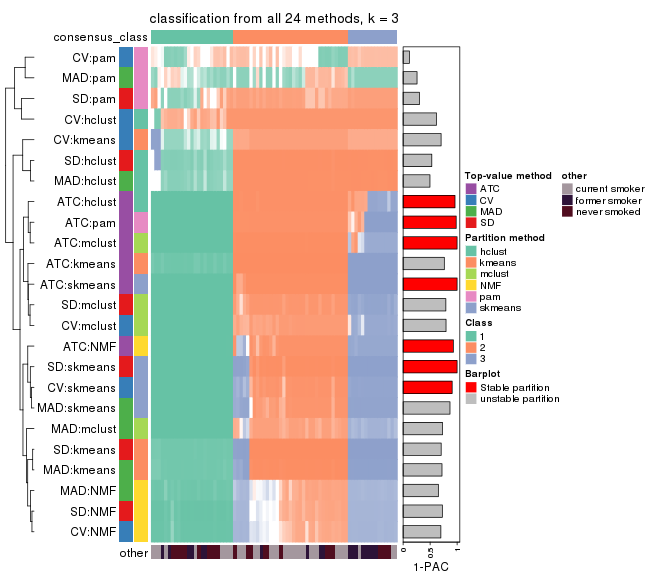 classification from all 24 methods, k = 3
consensus_class
CV:pam
MAD:pam
SD:pam
CV:hclust
CV:kmeans
SD:hclust
MAD:hclust
ATC:hclust
ATC:pam
ATC:mclust
ATC:kmeans
ATC:skmeans
SD:mclust
CV:mclust
ATC:NMF
SD:skmeans
CV:skmeans
MAD:skmeans
MAD:mclust
SD:kmeans
MAD:kmeans
MAD:NMF
SD:NMF
CV:NMF
other
0
0.5
1
1-PAC
Top-value method
ATC
CV
MAD
SD
Partition method
hclust
kmeans
mclust
NMF
pam
skmeans
Class
1
2
3
Barplot
Stable partition
unstable partition
other
current smoker
former smoker
never smoked